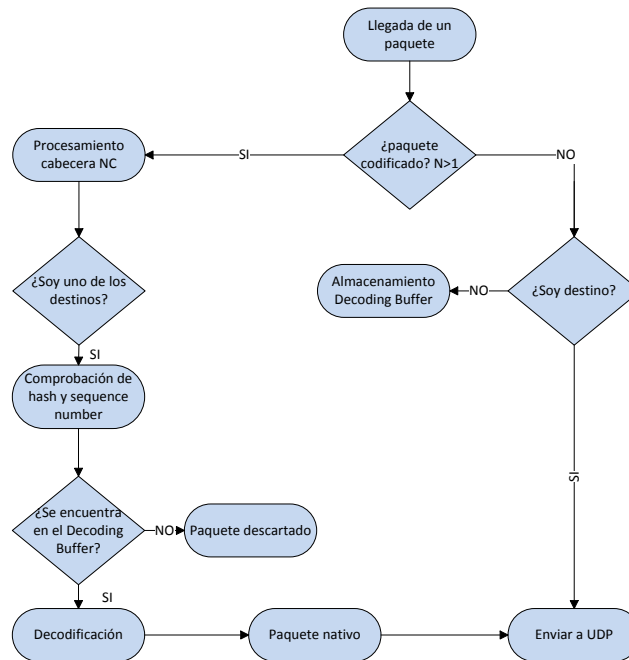 Llegada de un
paquete
¿paquete
codificado? N>1
SI
NO
Procesamiento
cabecera NC
¿Soy uno de los
destinos?
Almacenamiento
Decoding Buffer
NO
¿Soy destino?
SI
Comprobación de
hash y sequence
number
SI
¿Se encuentra
en el Decoding
Buffer?
NO
Paquete descartado
SI
Decodificación
Paquete nativo
Enviar a UDP